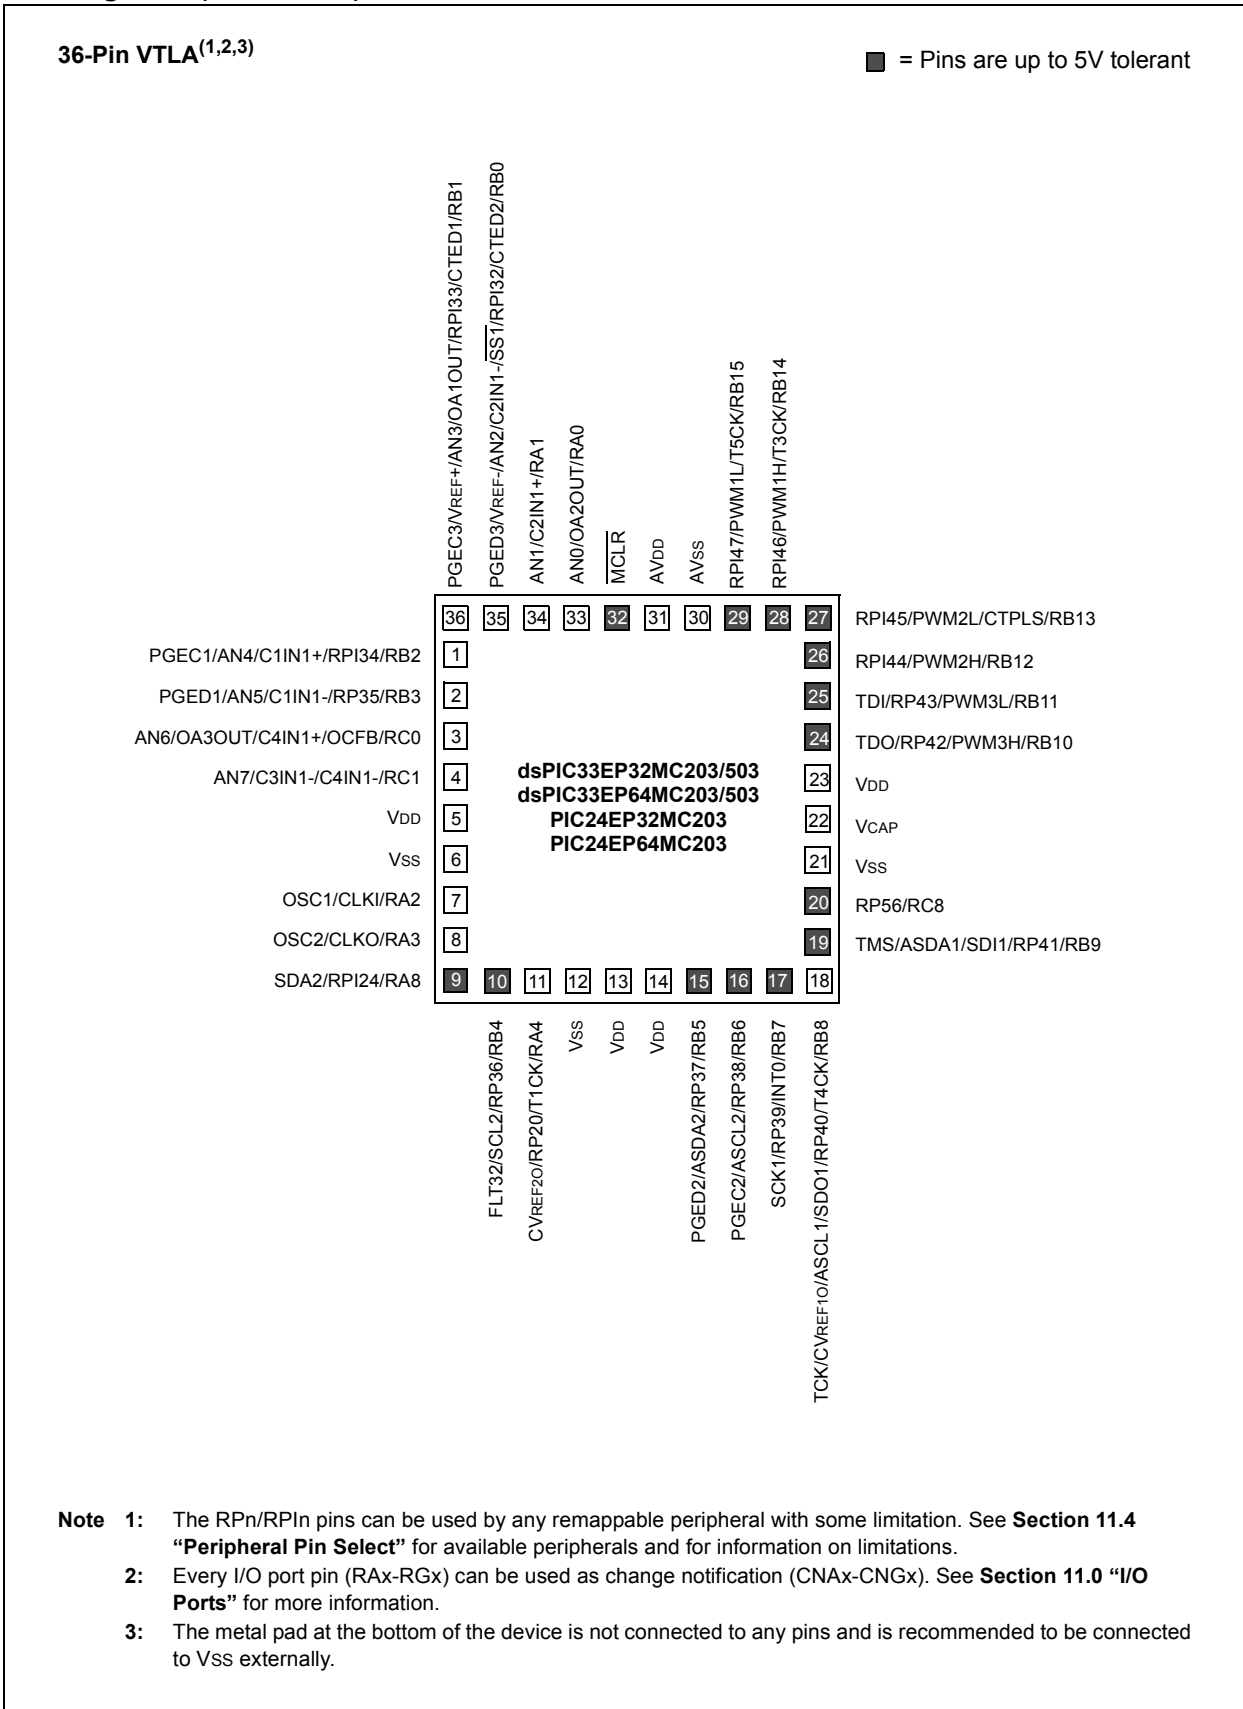 36-Pin VTLA(1,2,3)
= Pins are up to 5V tolerant
PGEC3/VREF+/AN3/OA1OUT/RPI33/CTED1/RB1
PGED3/VREF-/AN2/C2IN1-/SS1/RPI32/CTED2/RB0
AN1/C2IN1+/RA1
AN0/OA2OUT/RA0
MCLR
AVDD
AVSS
RPI47/PWM1L/T5CK/RB15
RPI46/PWM1H/T3CK/RB14
36 35 34 33 32 31 30 29 28 27 RPI45/PWM2L/CTPLS/RB13
PGEC1/AN4/C1IN1+/RPI34/RB2 1 26 RPI44/PWM2H/RB12
PGED1/AN5/C1IN1-/RP35/RB3 2 25 TDI/RP43/PWM3L/RB11
AN6/OA3OUT/C4IN1+/OCFB/RC0 3 24 TDO/RP42/PWM3H/RB10
AN7/C3IN1-/C4IN1-/RC1 4 23 VDD
dsPIC33EP32MC203/503
dsPIC33EP64MC203/503
PIC24EP32MC203
PIC24EP64MC203
VDD 5 22 VCAP
VSS 6 21 VSS
OSC1/CLKI/RA2 7 20 RP56/RC8
OSC2/CLKO/RA3 8 19 TMS/ASDA1/SDI1/RP41/RB9
SDA2/RPI24/RA8 9 10 11 12 13 14 15 16 17 18
FLT32/SCL2/RP36/RB4
CVREF2O/RP20/T1CK/RA4
VSS
VDD
VDD
PGED2/ASDA2/RP37/RB5
PGEC2/ASCL2/RP38/RB6
SCK1/RP39/INT0/RB7
TCK/CVREF1O/ASCL1/SDO1/RP40/T4CK/RB8
Note 1: The RPn/RPIn pins can be used by any remappable peripheral with some limitation. See Section 11.4
“Peripheral Pin Select” for available peripherals and for information on limitations.
2: Every I/O port pin (RAx-RGx) can be used as change notification (CNAx-CNGx). See Section 11.0 “I/O
Ports” for more information.
3: The metal pad at the bottom of the device is not connected to any pins and is recommended to be connected
to VSS externally.